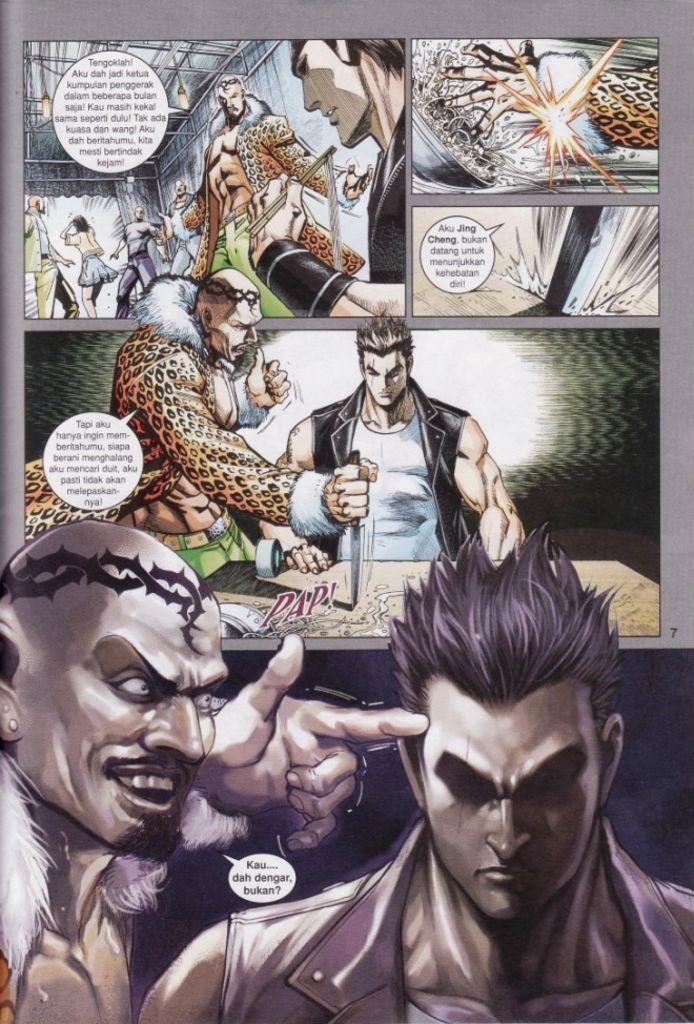 Tengoklah!
Aku dah jadi ketua
kumpulan penggerak
dalam beberapa bulan
saja! Kau masih kekal
sama seperti dulu! Tak ada
kuasa dan wang! Aku
dah beritahumu, kita
mesti bertindak
kejam!
Aku Jing
Cheng, bukan
datang untuk
menunjukkan
kehebatan
diri!
Tapi aku
hanya ingin mem-
beritahumu, siapa
berani menghalang
aku mencari duit, aku
pasti tidak akan
melepaskan-
nya!
PAP!
7
Kau....
dah dengar,
bukan?